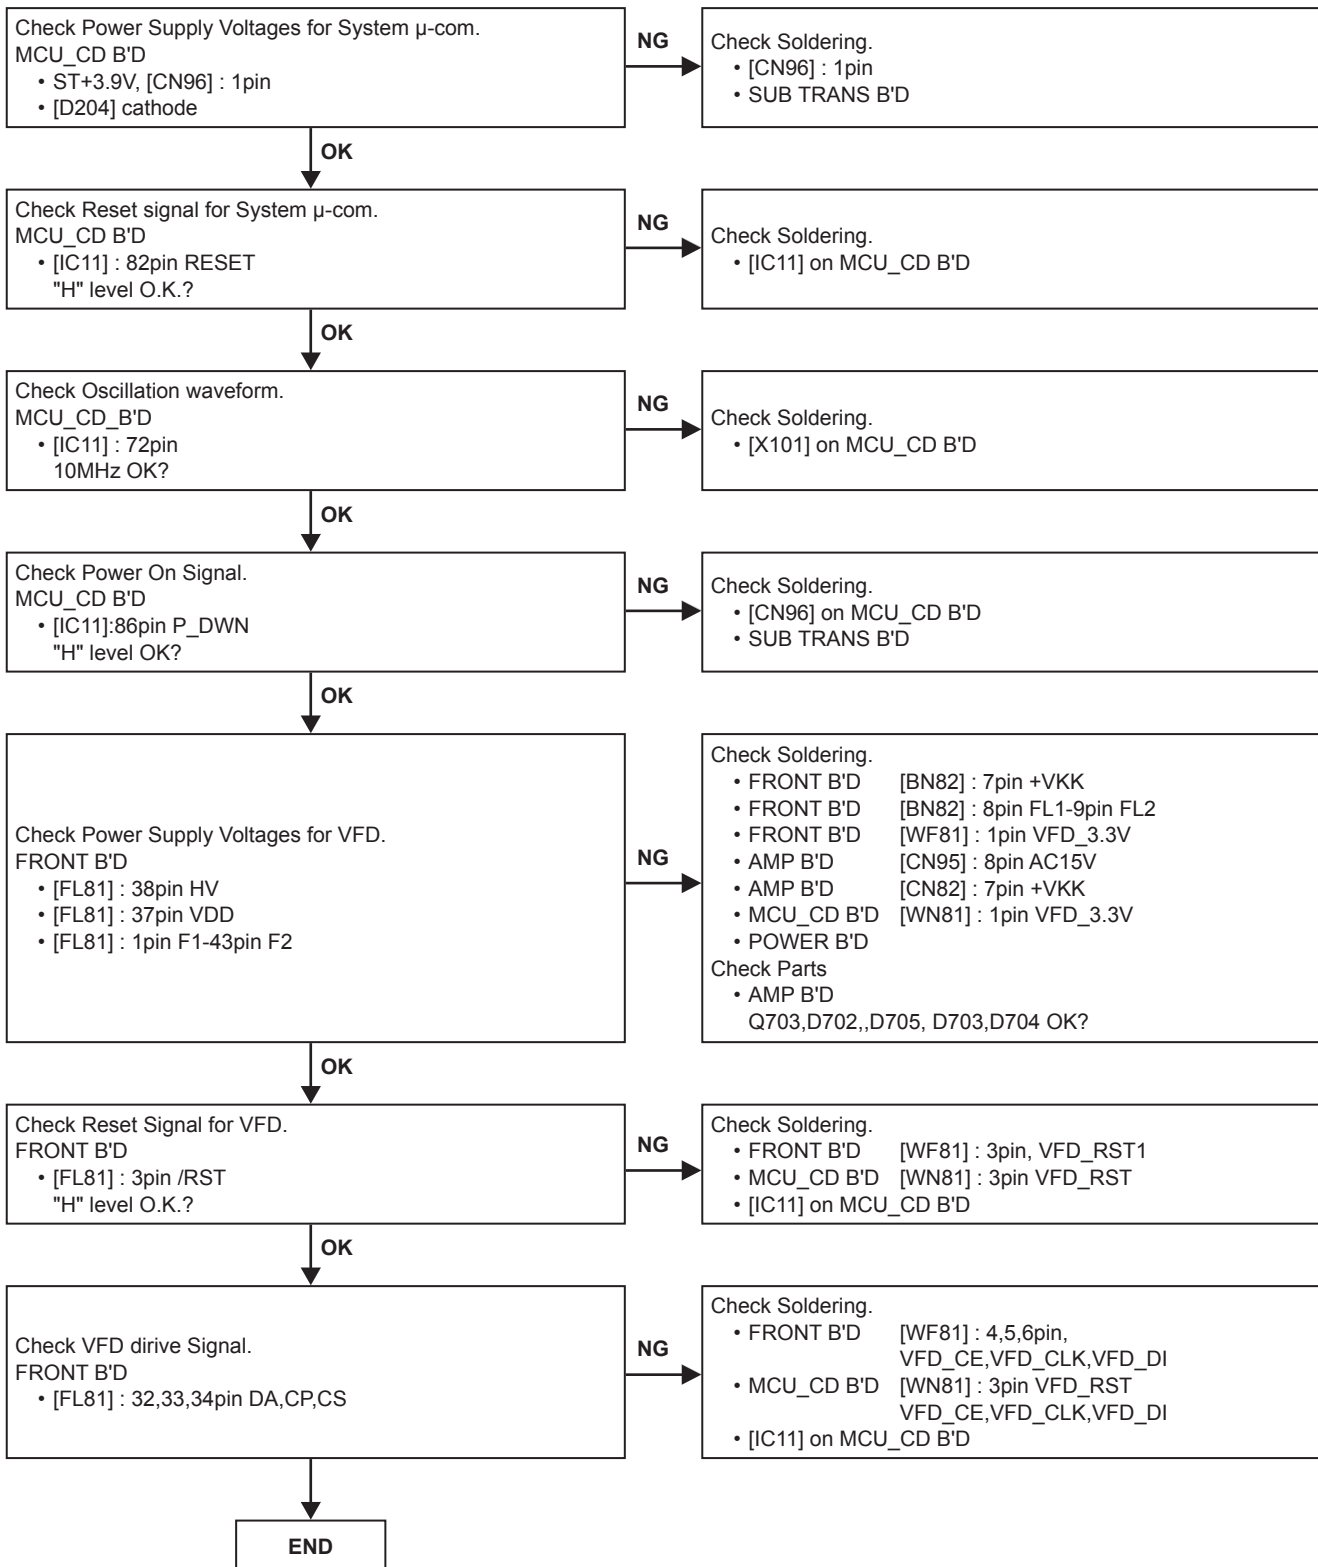 Check Power Supply Voltages for System µ-com.
MCU_CD B'D
• ST+3.9V, [CN96] : 1pin
• [D204] cathode
NG
Check Soldering.
• [CN96] : 1pin
• SUB TRANS B'D
OK
Check Reset signal for System µ-com.
MCU_CD B'D
• [IC11] : 82pin RESET
"H" level O.K.?
NG
Check Soldering.
• [IC11] on MCU_CD B'D
OK
Check Oscillation waveform.
MCU_CD_B'D
• [IC11] : 72pin
10MHz OK?
NG
Check Soldering.
• [X101] on MCU_CD B'D
OK
Check Power On Signal.
MCU_CD B'D
• [IC11]:86pin P_DWN
"H" level OK?
NG
Check Soldering.
• [CN96] on MCU_CD B'D
• SUB TRANS B'D
OK
Check Power Supply Voltages for VFD.
FRONT B'D
• [FL81] : 38pin HV
• [FL81] : 37pin VDD
• [FL81] : 1pin F1-43pin F2
NG
Check Soldering.
• FRONT B'D [BN82] : 7pin +VKK
• FRONT B'D [BN82] : 8pin FL1-9pin FL2
• FRONT B'D [WF81] : 1pin VFD_3.3V
• AMP B'D [CN95] : 8pin AC15V
• AMP B'D [CN82] : 7pin +VKK
• MCU_CD B'D [WN81] : 1pin VFD_3.3V
• POWER B'D
Check Parts
• AMP B'D
Q703,D702,,D705, D703,D704 OK?
OK
Check Reset Signal for VFD.
FRONT B'D
• [FL81] : 3pin /RST
"H" level O.K.?
NG
Check Soldering.
• FRONT B'D [WF81] : 3pin, VFD_RST1
• MCU_CD B'D [WN81] : 3pin VFD_RST
• [IC11] on MCU_CD B'D
OK
Check VFD dirive Signal.
FRONT B'D
• [FL81] : 32,33,34pin DA,CP,CS
NG
Check Soldering.
• FRONT B'D [WF81] : 4,5,6pin,
VFD_CE,VFD_CLK,VFD_DI
• MCU_CD B'D [WN81] : 3pin VFD_RST
VFD_CE,VFD_CLK,VFD_DI
• [IC11] on MCU_CD B'D
END